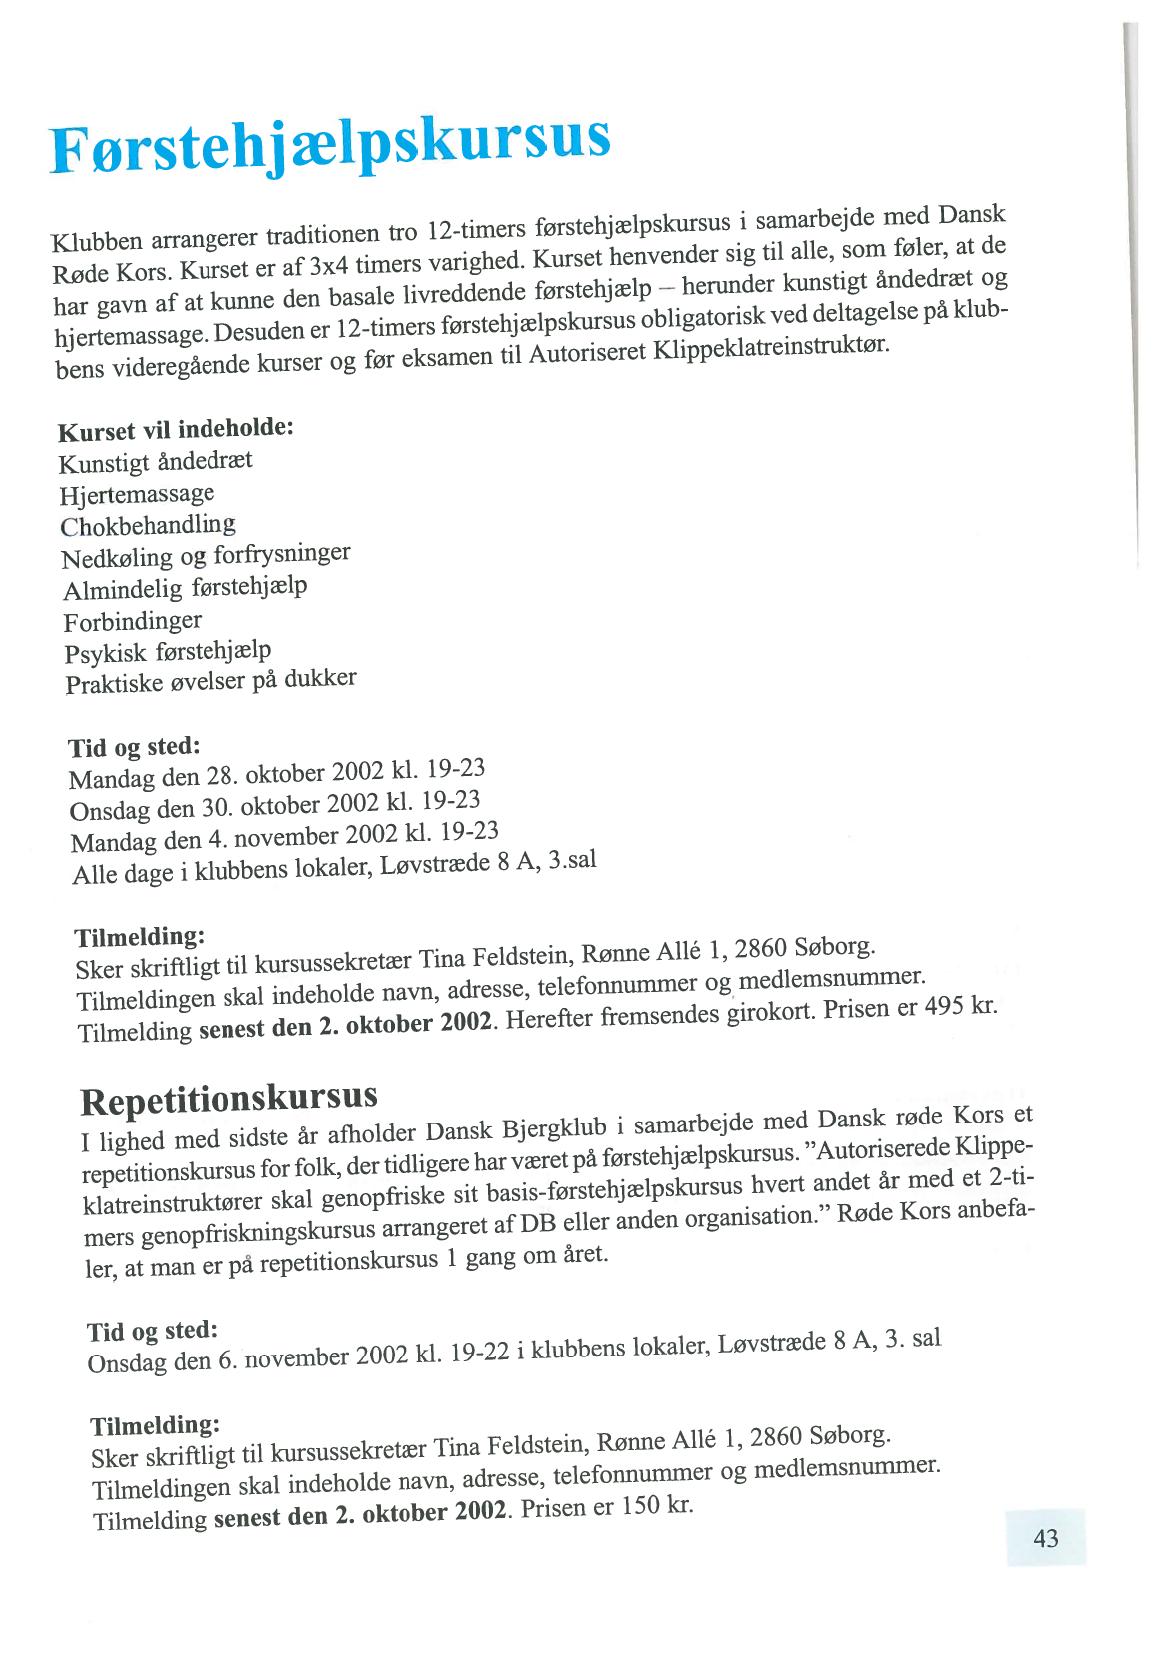 Førstehjælpskursus
Klubben arrangerer traditionen tro 12-timers førstehjælpskursus i samarbejde med Dansk
Røde Kors. Kurset er af 3x4 timers varighed. Kurset henvender sig til alle, som føler, at de
har gavn af at kunne den basale livreddende førstehjælp – herunder kunstigt åndedræt og
hjertemassage. Desuden er 12-timers førstehjælpskursus obligatorisk ved deltagelse på klub-
bens videregående kurser og før eksamen til Autoriseret Klippeklatreinstruktør.
Kurset vil indeholde:
Kunstigt åndedræt
Hjertemassage
Chokbehandling
Nedkøling og forfrysninger
Almindelig førstehjælp
Forbindinger
Psykisk førstehjælp
Praktiske øvelser på dukker
Tid og sted:
Mandag den 28. oktober 2002 kl. 19-23
Onsdag den 30. oktober 2002 kl. 19-23
Mandag den 4. november 2002 kl. 19-23
Alle dage i klubbens lokaler, Løvstræde 8 A, 3.sal
Tilmelding:
Sker skriftligt til kursussekretær Tina Feldstein, Rønne Allé 1, 2860 Søborg.
Tilmeldingen skal indeholde navn, adresse, telefonnummer og medlemsnummer.
Tilmelding senest den 2. oktober 2002. Herefter fremsendes girokort. Prisen er 495 kr.
Repetitionskursus
I lighed med sidste år afholder Dansk Bjergklub i samarbejde med Dansk røde Kors et
repetitionskursus for folk, der tidligere har været på førstehjælpskursus. ”Autoriserede Klippe-
klatreinstruktører skal genopfriske sit basis-førstehjælpskursus hvert andet år med et 2-ti-
mers genopfriskningskursus arrangeret af DB eller anden organisation.” Røde Kors anbefa-
ler, at man er på repetitionskursus 1 gang om året.
Tid og sted:
Onsdag den 6. november 2002 kl. 19-22 i klubbens lokaler, Løvstræde 8 A, 3. sal
Tilmelding:
Sker skriftligt til kursussekretær Tina Feldstein, Rønne Allé 1, 2860 Søborg.
Tilmeldingen skal indeholde navn, adresse, telefonnummer og medlemsnummer.
Tilmelding senest den 2. oktober 2002. Prisen er 150 kr.
43